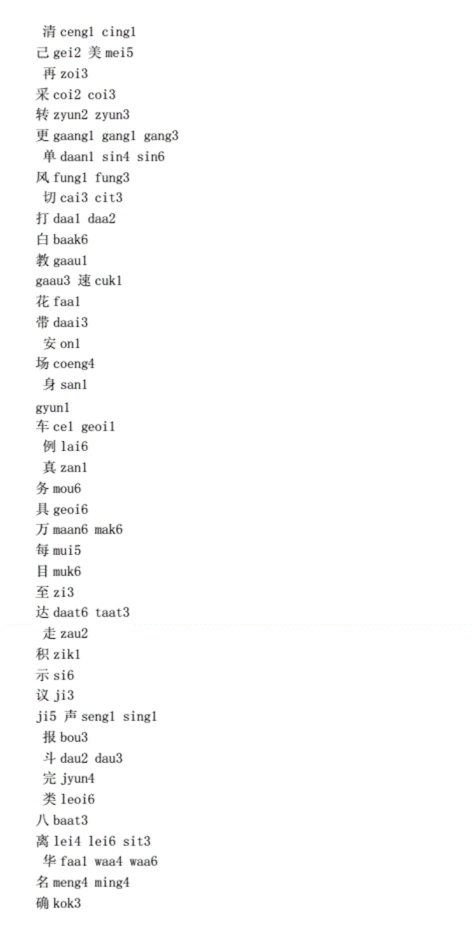 清 ceng1 cing1
己 gei2 美 mei5
再 zoi3
采 coi2 coi3
转 zyun2 zyun3
更 gaang1 gang1 gang3
单 daan1 sin4 sin6
风 fung1 fung3
切 cai3 cit3
打 daa1 daa2
白 baak6
教 gaau1
gaau3 速 cuk1
花 faa1
带 daai3
安 on1
场 coeng4
身 san1
gyun1
车 ce1 geoi1
例 lai6
真 zan1
务 mou6
具 geoi6
万 maan6 mak6
每 mui5
目 muk6
至 zi3
达 daat6 taat3
走 zau2
积 zik1
示 si6
议 ji3
ji5 声 seng1 sing1
报 bou3
斗 dau2 dau3
完 jyun4
类 leoi6
八 baat3
离 lei4 lei6 sit3
华 faa1 waa4 waa6
名 meng4 ming4
确 kok3